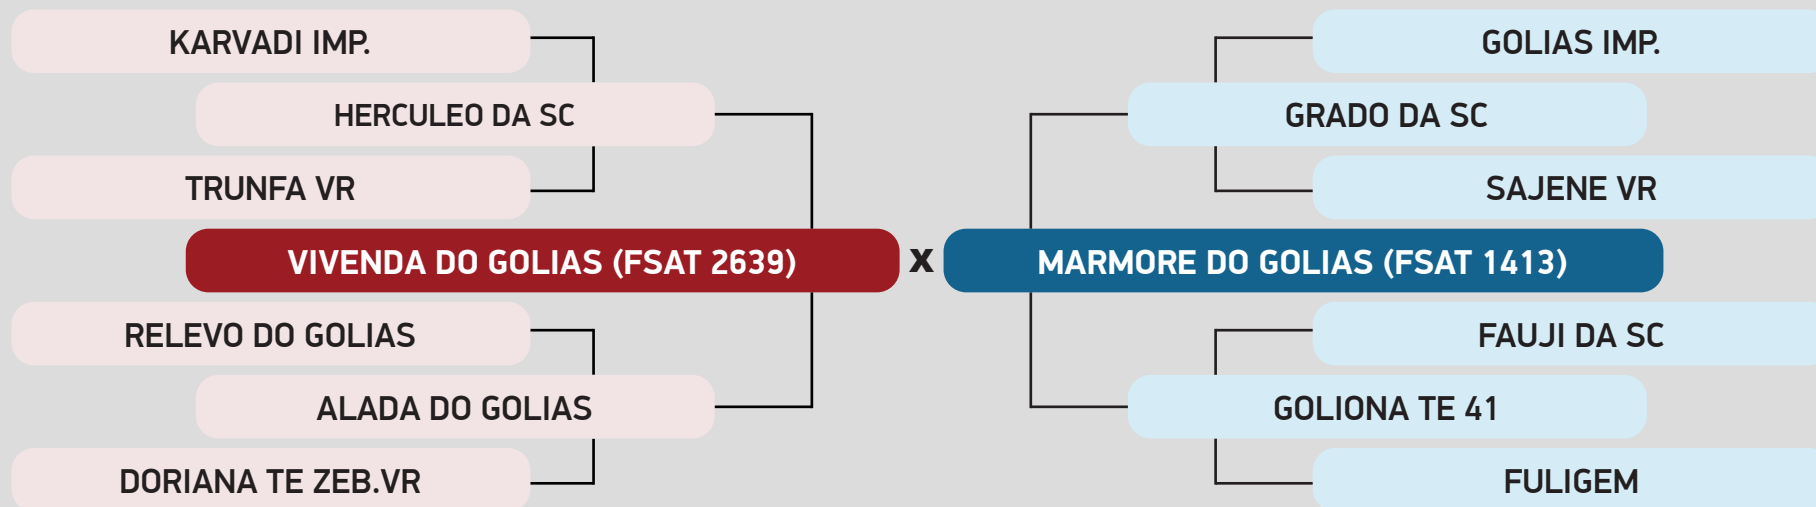 KARVADI IMP.
HERCULEO DA SC
TRUNFA VR
VIVENDA DO GOLIAS (FSAT 2639)
RELEVO DO GOLIAS
ALADA DO GOLIAS
DORIANA TE ZEB.VR
x
GOLIAS IMP.
GRADO DA SC
SAJENE VR
MARMORE DO GOLIAS (FSAT 1413)
FAUJI DA SC
GOLIONA TE 41
FULIGEM